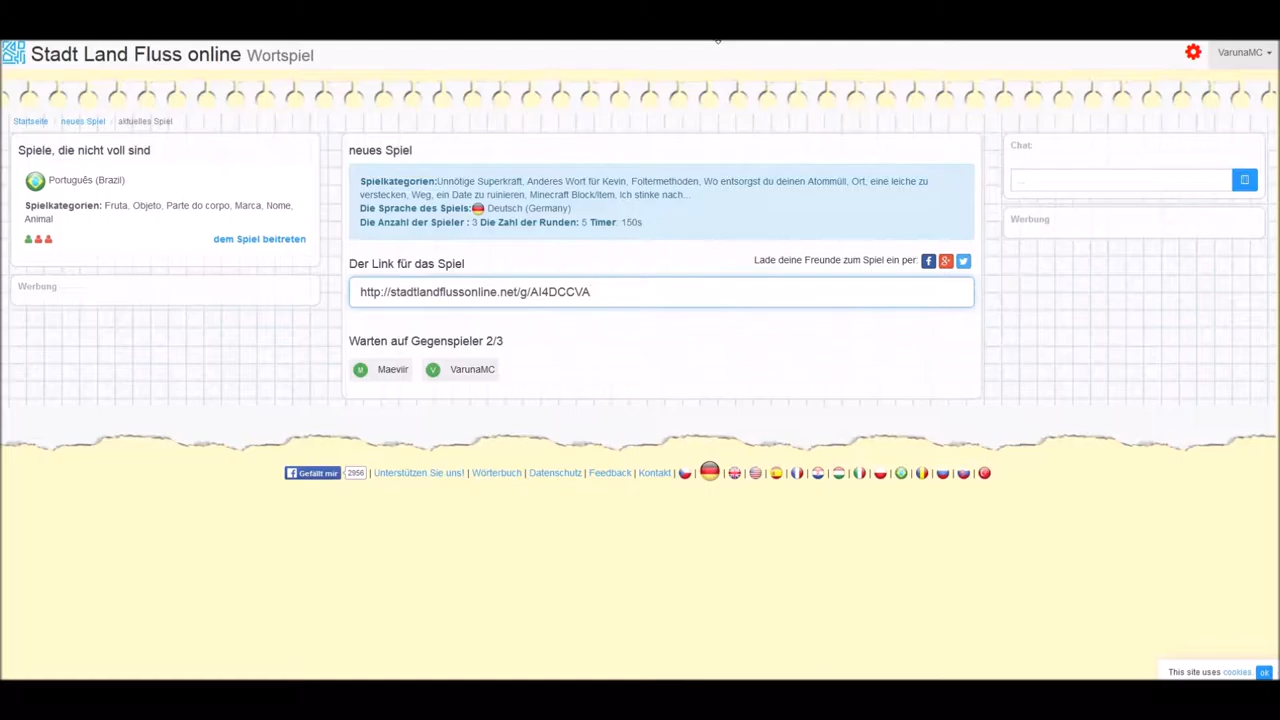 Stadt Land Fluss online Wortspiel
VarunaMC
Startseite / neues Spiel / aktuelles Spiel
Spiele, die nicht voll sind
Português (Brazil)
Spielkategorien: Fruta, Objeto, Parte do corpo, Marca, Nome,
Animal
dem Spiel beitreten
Werbung
neues Spiel
Spielkategorien:Unnötige Superkraft, Anderes Wort für Kevin, Foltermethoden, Wo entsorgst du deinen Atommüll, Ort, eine leiche zu
verstecken, Weg, ein Date zu ruinieren, Minecraft Block/Item, Ich stinke nach...
Die Sprache des Spiels: Deutsch (Germany)
Die Anzahl der Spieler : 3 Die Zahl der Runden: 5 Timer: 150s
Der Link für das Spiel
Lade deine Freunde zum Spiel ein per:
http://stadtlandflussonline.net/g/AI4DCCVA
Warten auf Gegenspieler 2/3
M Maeviir V VarunaMC
Chat:
...
Werbung
Gefällt mir 2956 | Unterstützen Sie uns! | Wörterbuch | Datenschutz | Feedback | Kontakt |
This site uses cookies. ok